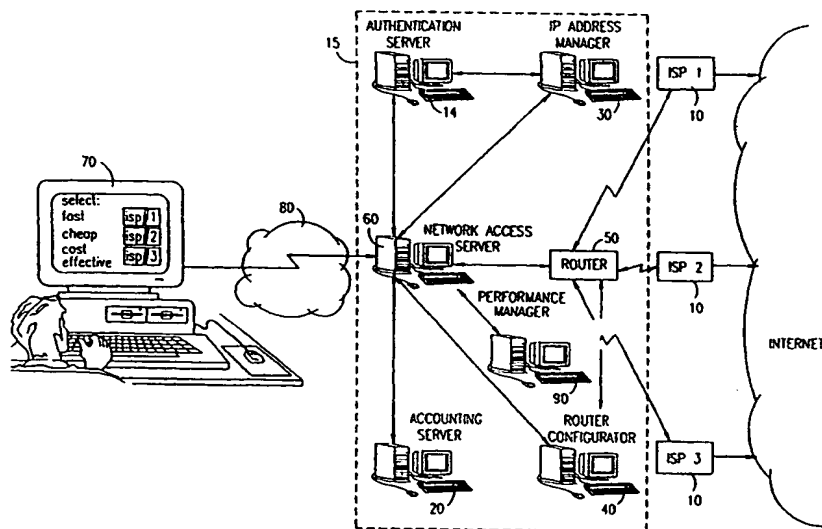 15
AUTHENTICATION
SERVER
14
IP ADDRESS
MANAGER
30
ISP 1
10
70
select:
fast isp 1
cheap isp 2
cost
effective isp 3
80
60
NETWORK ACCESS
SERVER
50
ROUTER
ISP 2
10
PERFORMANCE
MANAGER
90
INTERNET
ACCOUNTING
SERVER
20
ROUTER
CONFIGURATOR
40
ISP 3
10